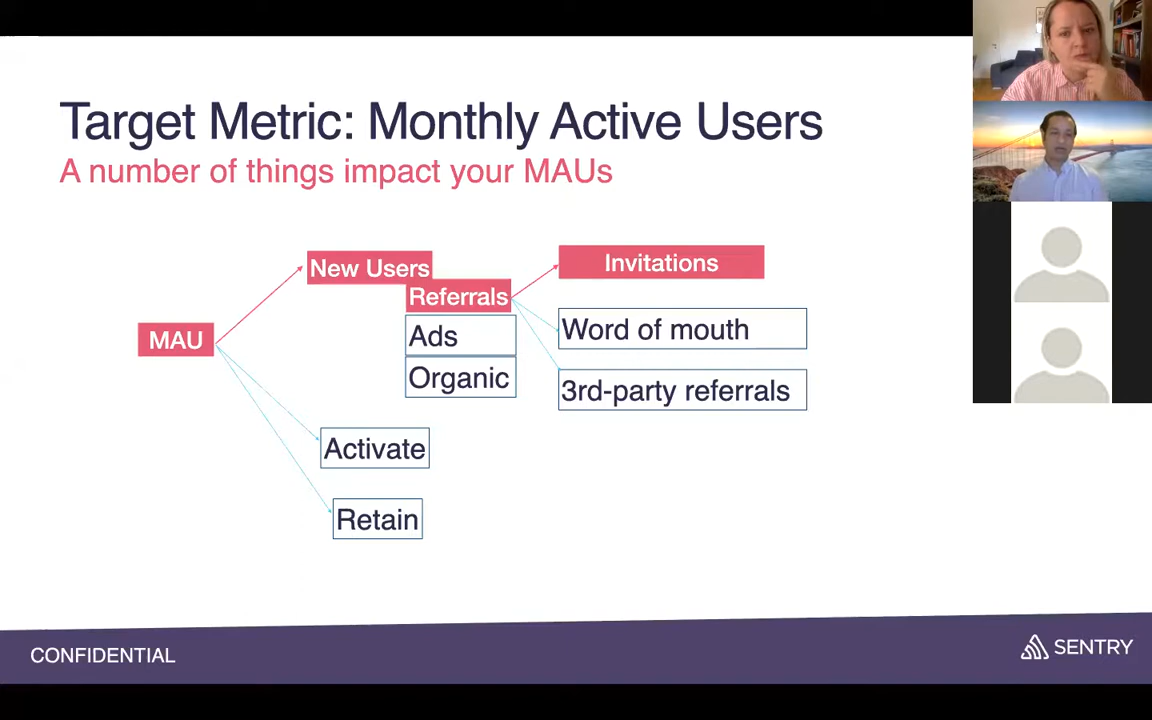 Target Metric: Monthly Active Users
A number of things impact your MAUs
New Users
Invitations
Referrals
MAU
Ads
Word of mouth
Organic
3rd-party referrals
Activate
Retain
CONFIDENTIAL
SENTRY